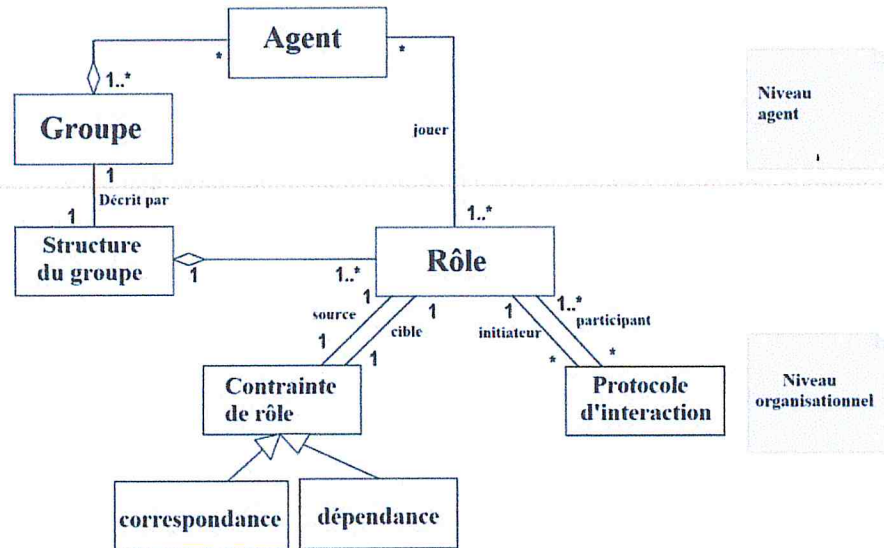 Agent
*
*
1..*
Groupe
Niveau
agent
jouer
1
Décrit par
1
1..*
Structure
du groupe
1
1..*
Rôle
1
1
1
1..*
source
cible
initiateur
participant
1
1
*
*
Contrainte
de rôle
Protocole
d'interaction
Niveau
organisationnel
correspondance
dépendance